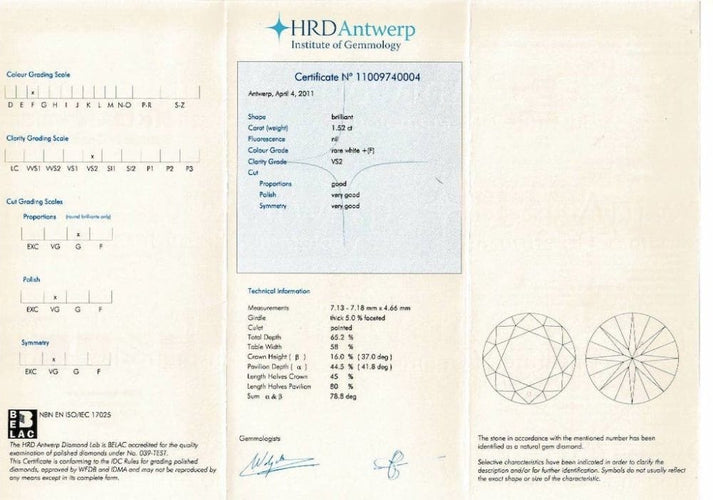 HRD Antwerp
Institute of Gemmology
Colour Grading Scale
x
D E F G H I J K L M N-O P-R S-Z
Clarity Grading Scale
x
LC VVS1 VVS2 VS1 VS2 SI1 SI2 P1 P2 P3
Cut Grading Scales
Proportions (round brilliants only)
x
EXC VG G F
Polish
x
EXC VG G F
Symmetry
x
EXC VG G F
BELAC
NBN EN ISO/IEC 17025
The HRD Antwerp Diamond Lab is BELAC accredited for the quality
examination of polished diamonds under No. 039-TEST.
This Certificate is conforming to the IDC Rules for grading polished
diamonds, approved by WFDB and IDMA and may not be reproduced by
any means except in its complete form.
Certificate N° 11009740004
Antwerp, April 4, 2011
Shape brilliant
Carat (weight) 1.52 ct
Fluorescence nil
Colour Grade rare white + (F)
Clarity Grade VS2
Cut
Proportions good
Polish very good
Symmetry very good
Technical Information
Measurements 7.13 - 7.18 mm x 4.66 mm
Girdle thick 5.0 % faceted
Culet pointed
Total Depth 65.2 %
Table Width 58 %
Crown Height ( β ) 16.0 % ( 37.0 deg )
Pavilion Depth ( α ) 44.5 % ( 41.8 deg )
Length Halves Crown 45 %
Length Halves Pavilion 80 %
Sum α & β 78.8 deg
Gemmologists
The stone in accordance with the mentioned number has been
identified as a natural gem diamond.
Selective characteristics have been indicated in order to clarify the
description and/or for further identification. Symbols do not usually reflect
the exact shape or size of the characteristic.